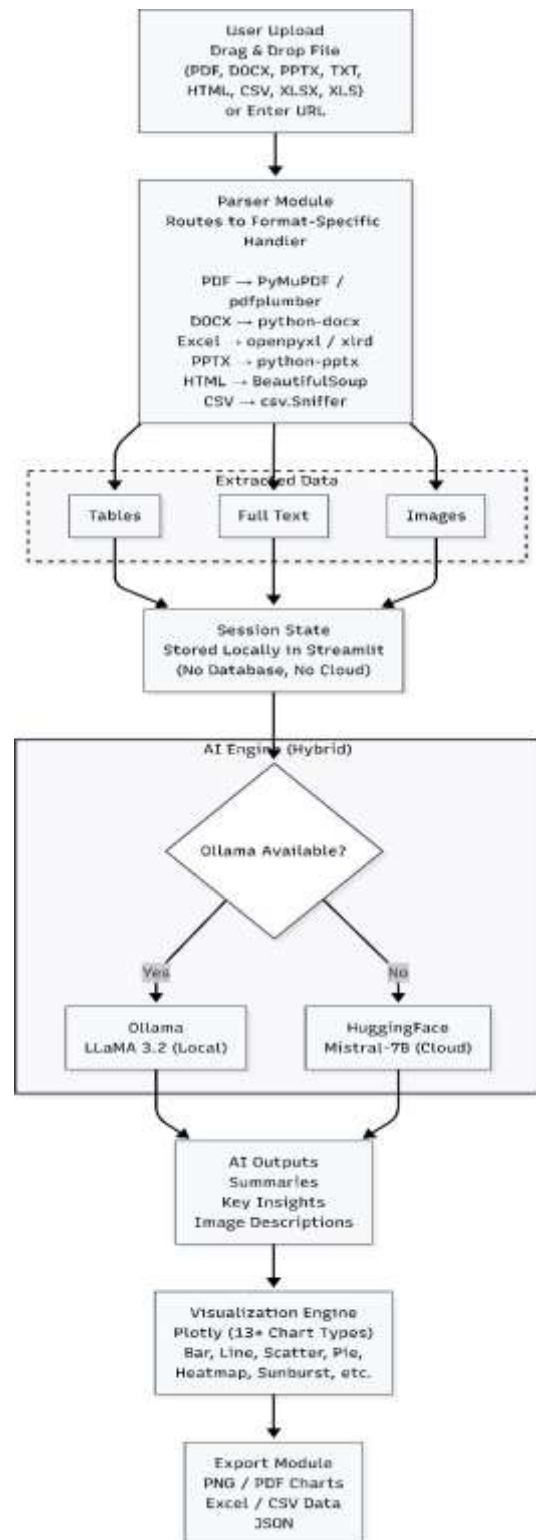 User Upload
Drag & Drop File
(PDF, DOCX, PPTX, TXT,
HTML, CSV, XLSX, XLS)
or Enter URL
Parser Module
Routes to Format-Specific
Handler
PDF → PyMuPDF /
pdfplumber
DOCX → python-docx
Excel → openpyxl / xlrd
PPTX → python-pptx
HTML → BeautifulSoup
CSV → csv.Sniffer
Extracted Data
Tables
Full Text
Images
Session State
Stored Locally in Streamlit
(No Database, No Cloud)
AI Engine (Hybrid)
Ollama Available?
Yes
No
Ollama
LLaMA 3.2 (Local)
HuggingFace
Mistral-7B (Cloud)
AI Outputs
Summaries
Key Insights
Image Descriptions
Visualization Engine
Plotly (13+ Chart Types)
Bar, Line, Scatter, Pie,
Heatmap, Sunburst, etc.
Export Module
PNG / PDF Charts
Excel / CSV Data
JSON